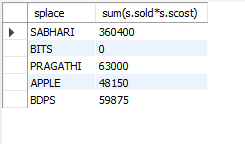 splace sum(s.sold*s.scost)
SABHARI 360400
BITS 0
PRAGATHI 63000
APPLE 48150
BDPS 59875